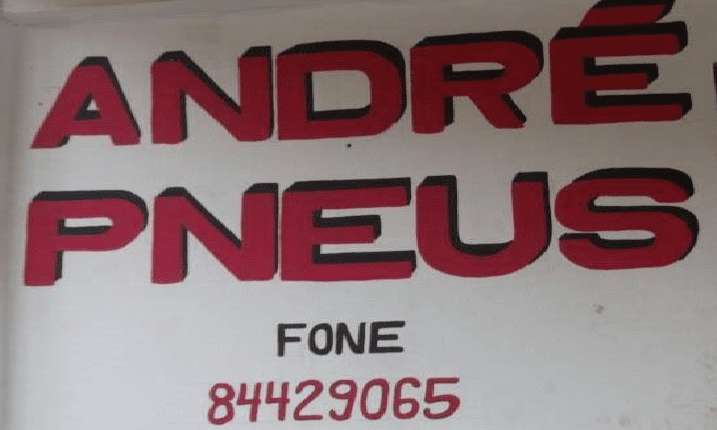 ANDRÉ
PNEUS
FONE
84429065